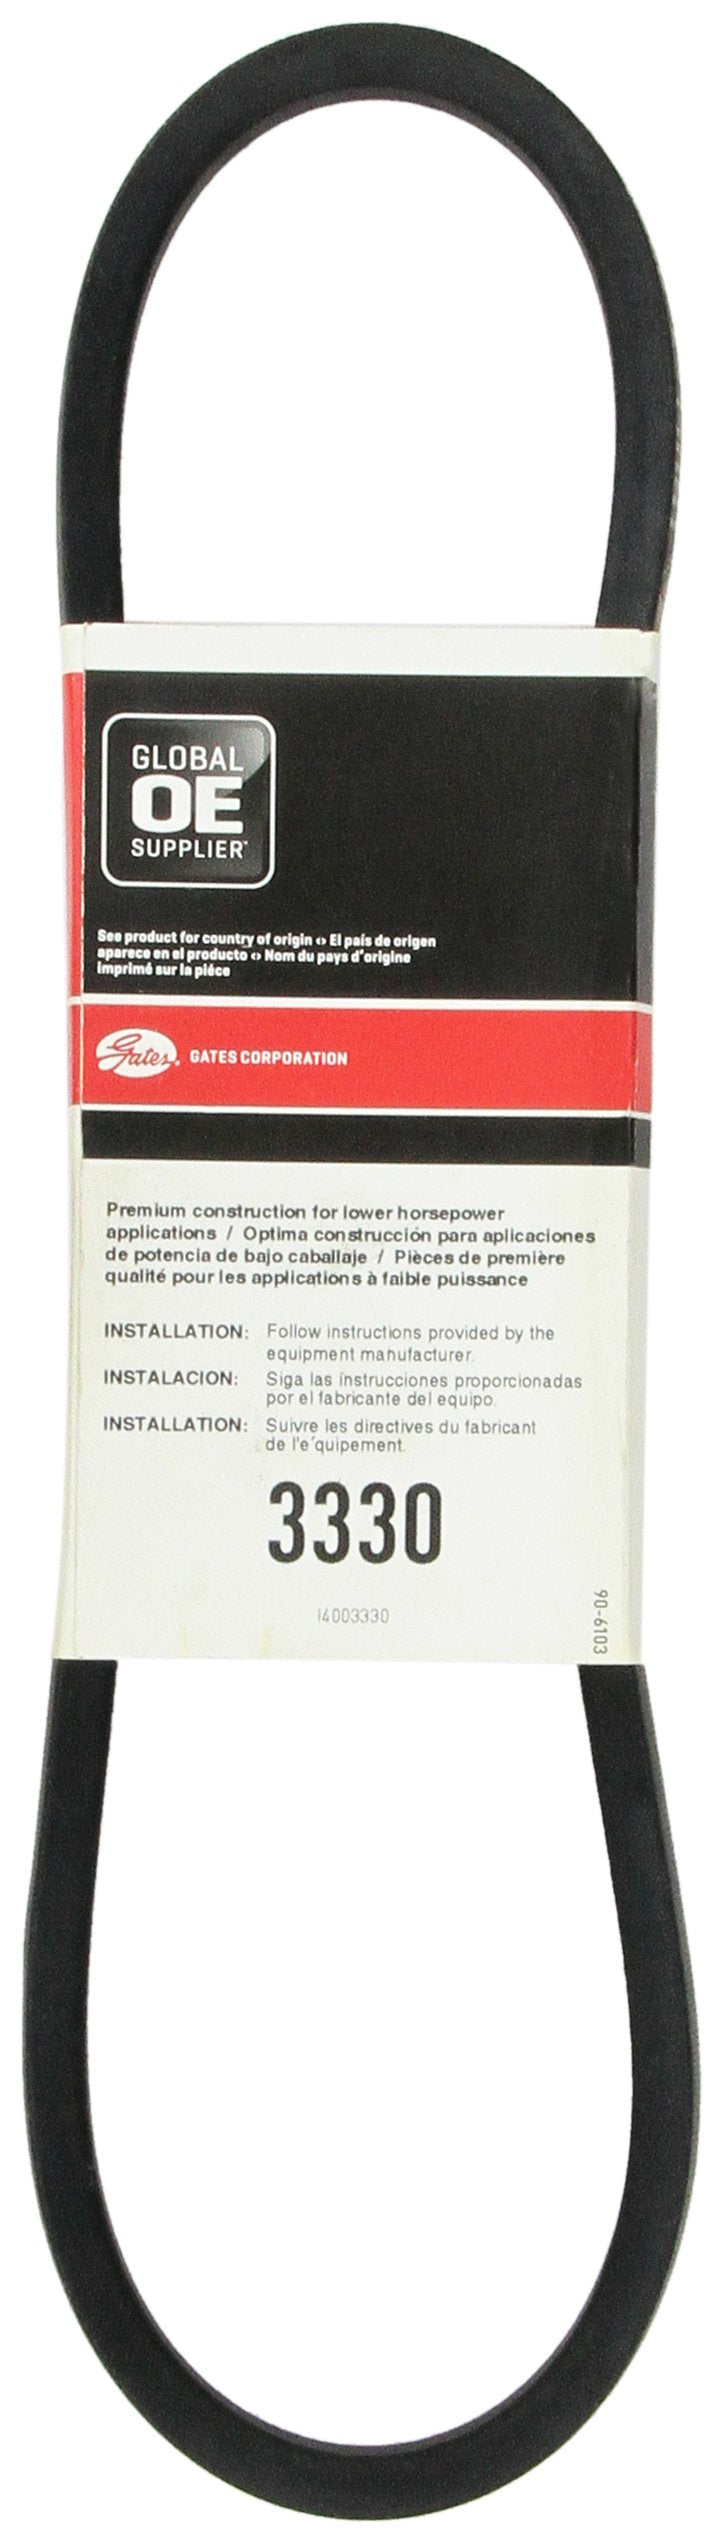 GLOBAL
OE
SUPPLIER
See product for country of origin ‹› El país de origen
aparece en el producto ‹› Nom du pays d'origine
imprimé sur la piéce
Gates® GATES CORPORATION
Premium construction for lower horsepower
applications / Optima construcción para aplicaciones
de potencia de bajo caballaje / Pièces de première
qualité pour les applications à faible puissance
INSTALLATION: Follow instructions provided by the
equipment manufacturer.
INSTALACION: Siga las instrucciones proporcionadas
por el fabricante del equipo.
INSTALLATION: Suivre les directives du fabricant
de l'e´quipement.
3330
I4003330
90-6103